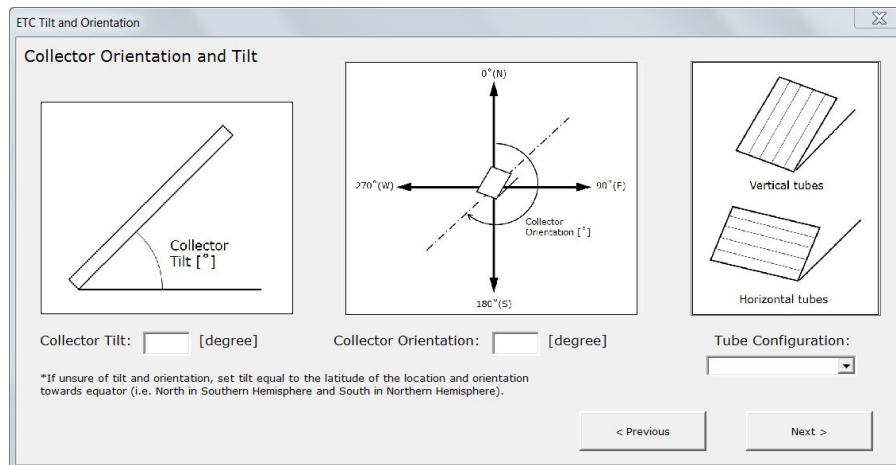 ETC Tilt and Orientation
Collector Orientation and Tilt
Collector
Tilt [°]
0°(N)
270°(W)
90°(E)
Collector
Orientation [°]
180°(S)
Vertical tubes
Horizontal tubes
Collector Tilt:
[degree]
Collector Orientation:
[degree]
Tube Configuration:
*If unsure of tilt and orientation, set tilt equal to the latitude of the location and orientation
towards equator (i.e. North in Southern Hemisphere and South in Northern Hemisphere).
< Previous
Next >